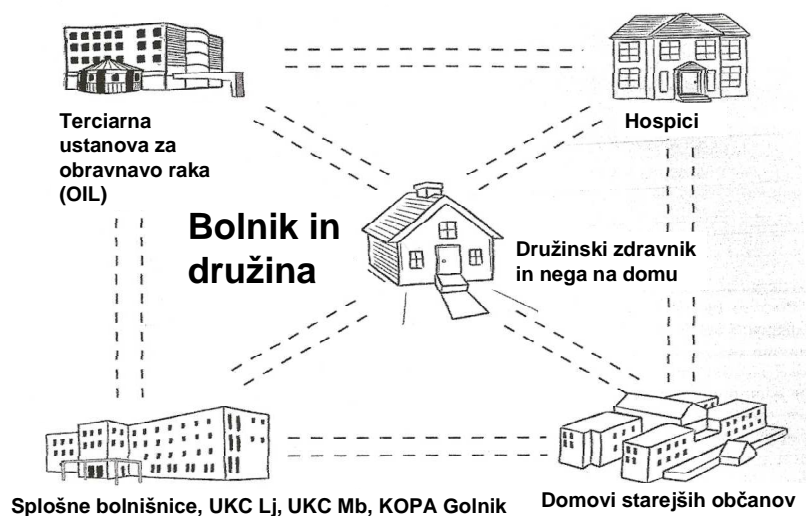 Terciarna
ustanova za
obravnavo raka
(OIL)
Hospici
Bolnik in
družina
Družinski zdravnik
in nega na domu
Splošne bolnišnice, UKC Lj, UKC Mb, KOPA Golnik
Domovi starejših občanov